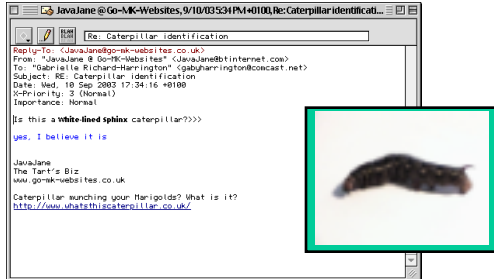 JavaJane @ Go-MK-Websites, 9/10/03 5:34 PM +0100, Re: Caterpillar identificati...
BLAH
BLAH
Re: Caterpillar identification
Reply-To: <JavaJane@go-mk-websites.co.uk>
From: "JavaJane @ Go-MK-Websites" <JavaJane@btinternet.com>
To: "Gabrielle Richard-Harrington" <gabyharrington@comcast.net>
Subject: RE: Caterpillar identification
Date: Wed, 10 Sep 2003 17:34:16 +0100
X-Priority: 3 (Normal)
Importance: Normal
Is this a White-lined Sphinx caterpillar?>>>
yes, I believe it is
JavaJane
The Tart's Biz
www.go-mk-websites.co.uk
Caterpillar munching your Marigolds? What is it?
http://www.whatsthiscaterpillar.co.uk/